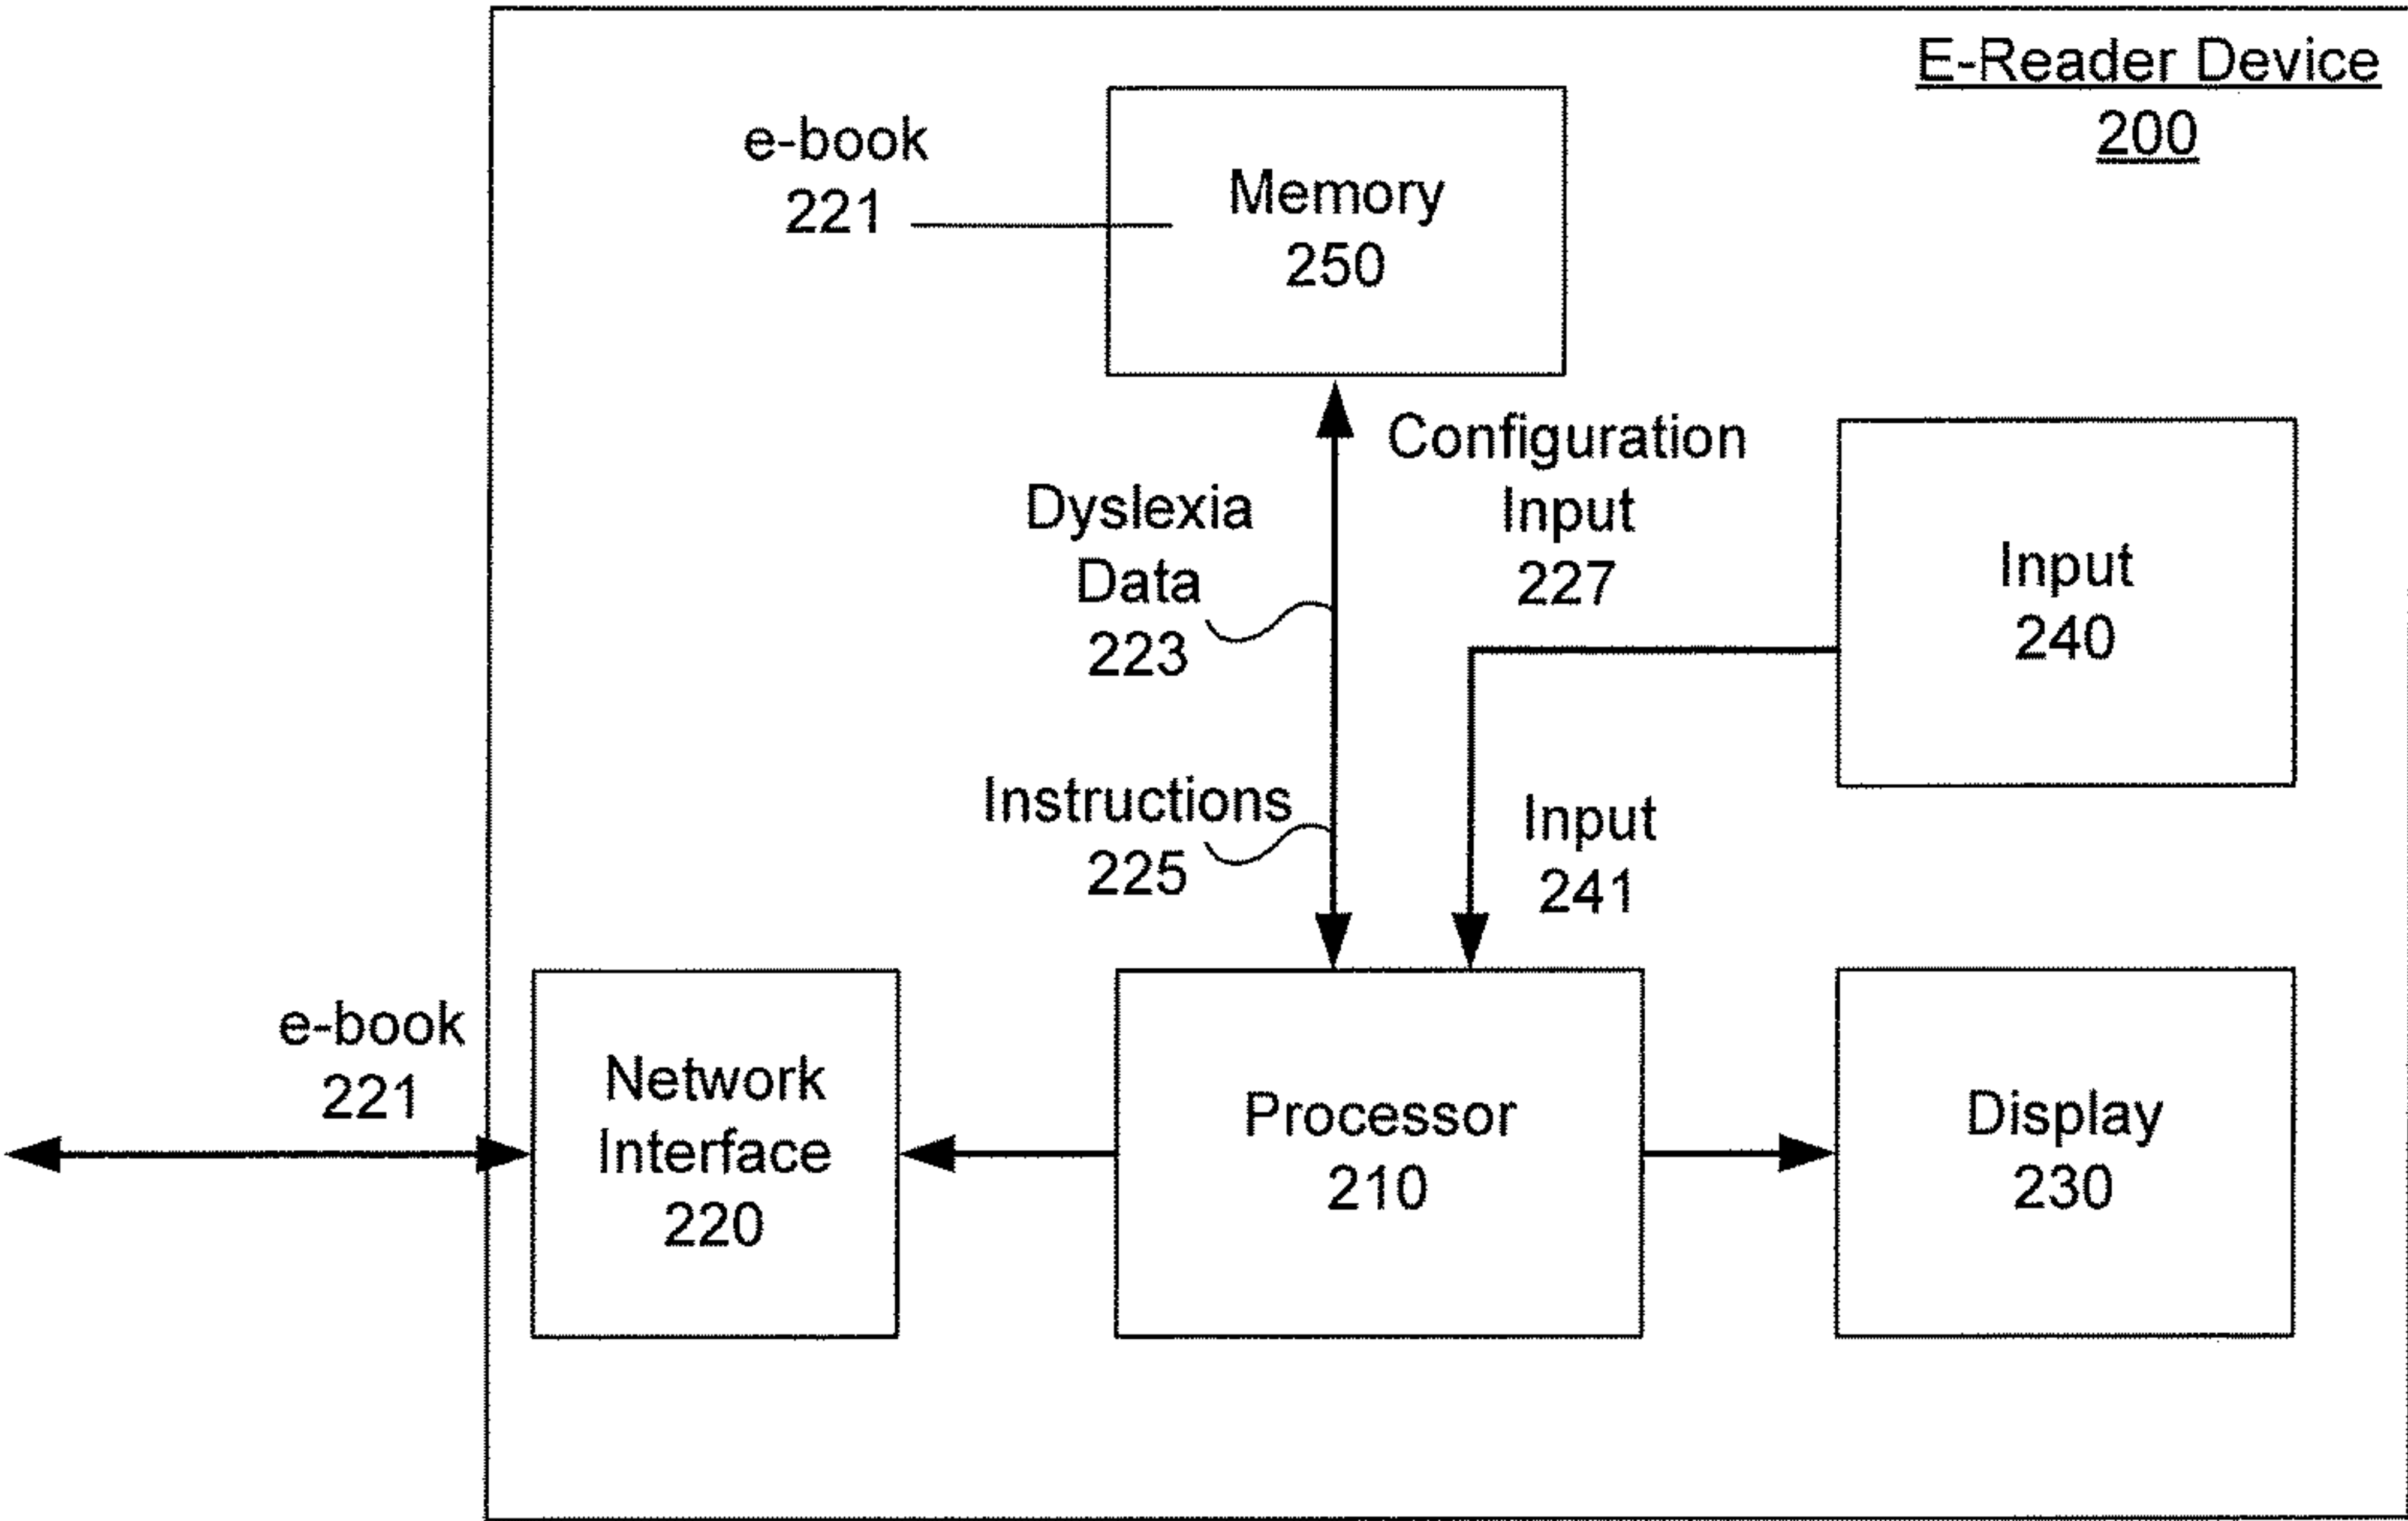 E-Reader Device
200
e-book
221
Memory
250
Configuration
Input
227
Dyslexia
Data
223
Input
240
Instructions
225
Input
241
e-book
221
Network
Interface
220
Processor
210
Display
230